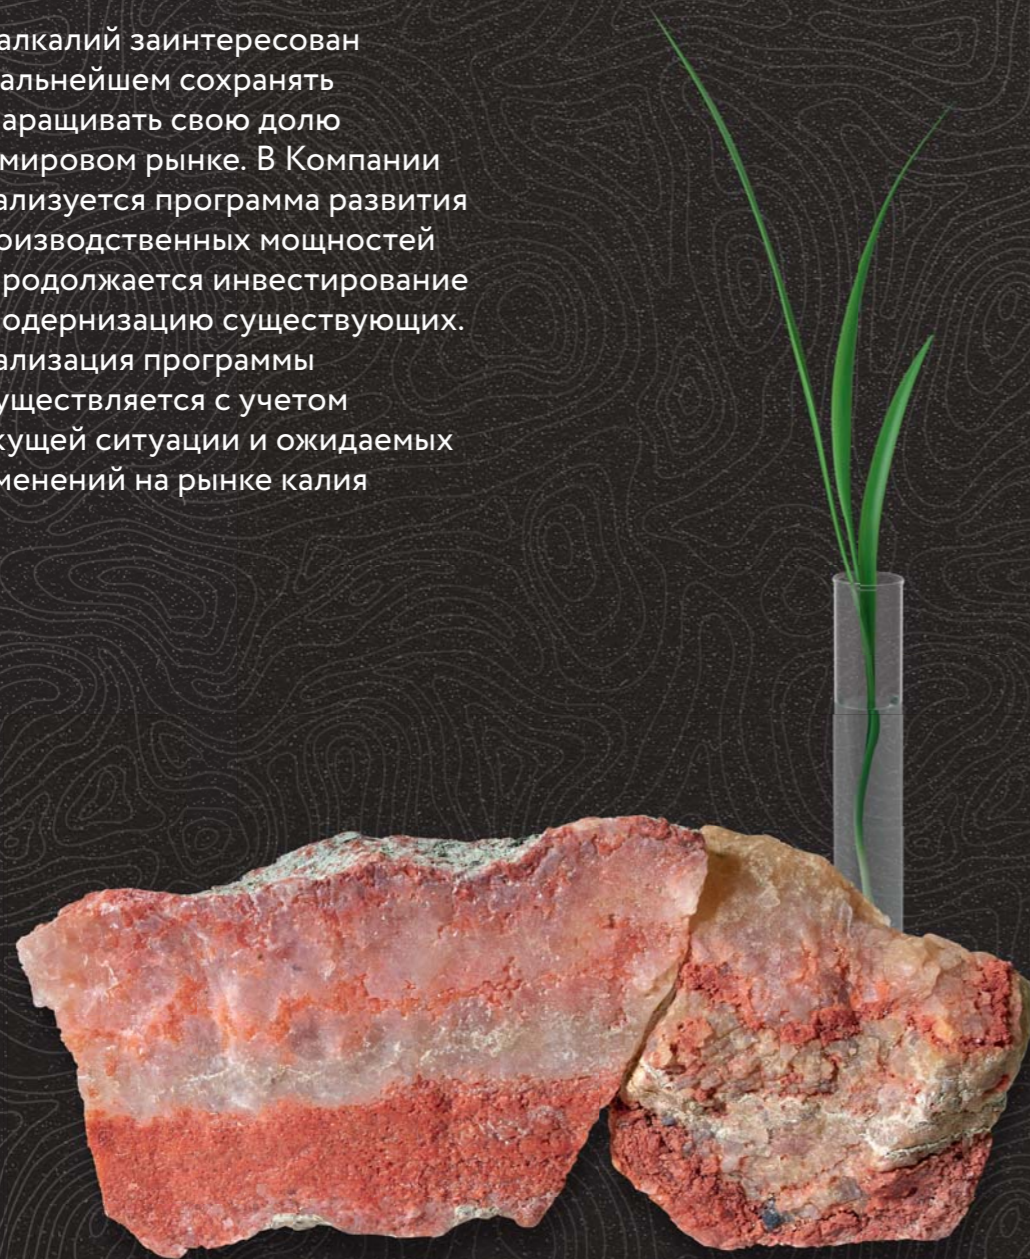 алкалий заинтересован
альнейшем сохранять
аращивать свою долю
мировом рынке. В Компании
ализуется программа развития
оизводственных мощностей
родолжается инвестирование
одернизацию существующих.
ализация программы
уществляется с учетом
кущей ситуации и ожидаемых
менений на рынке калия